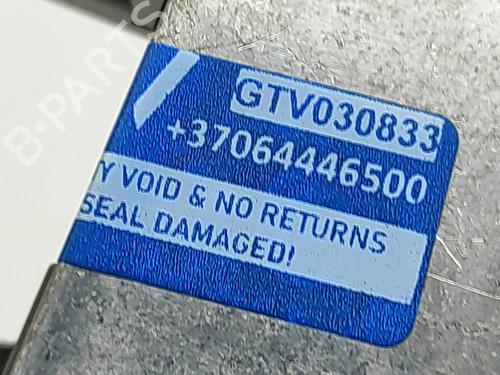 B-PARTS
GTV030833
+37064446500
Y VOID & NO RETURNS
SEAL DAMAGED!